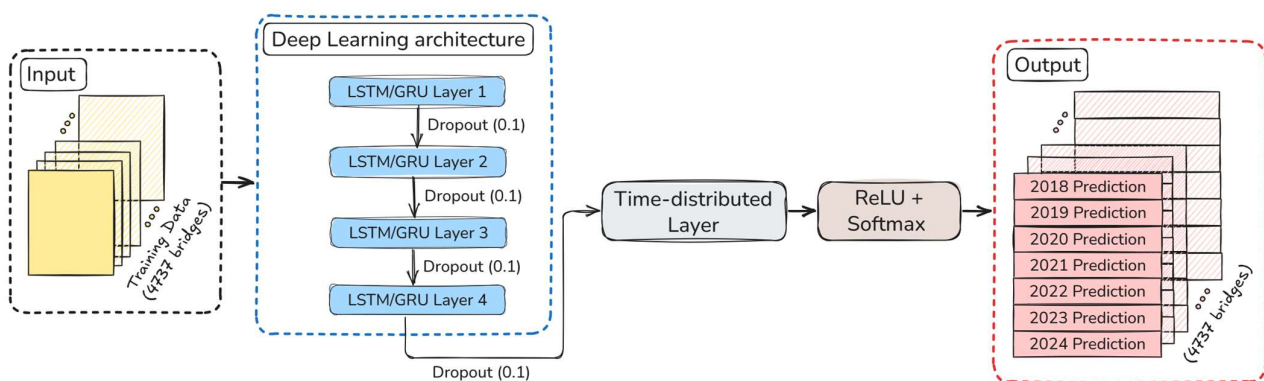 Input
Training Data
(4737 bridges)
Deep Learning architecture
LSTM/GRU Layer 1
Dropout (0.1)
LSTM/GRU Layer 2
Dropout (0.1)
LSTM/GRU Layer 3
Dropout (0.1)
LSTM/GRU Layer 4
Dropout (0.1)
Time-distributed
Layer
ReLU +
Softmax
Output
2018 Prediction
2019 Prediction
2020 Prediction
2021 Prediction
2022 Prediction
2023 Prediction
2024 Prediction
(4737 bridges)